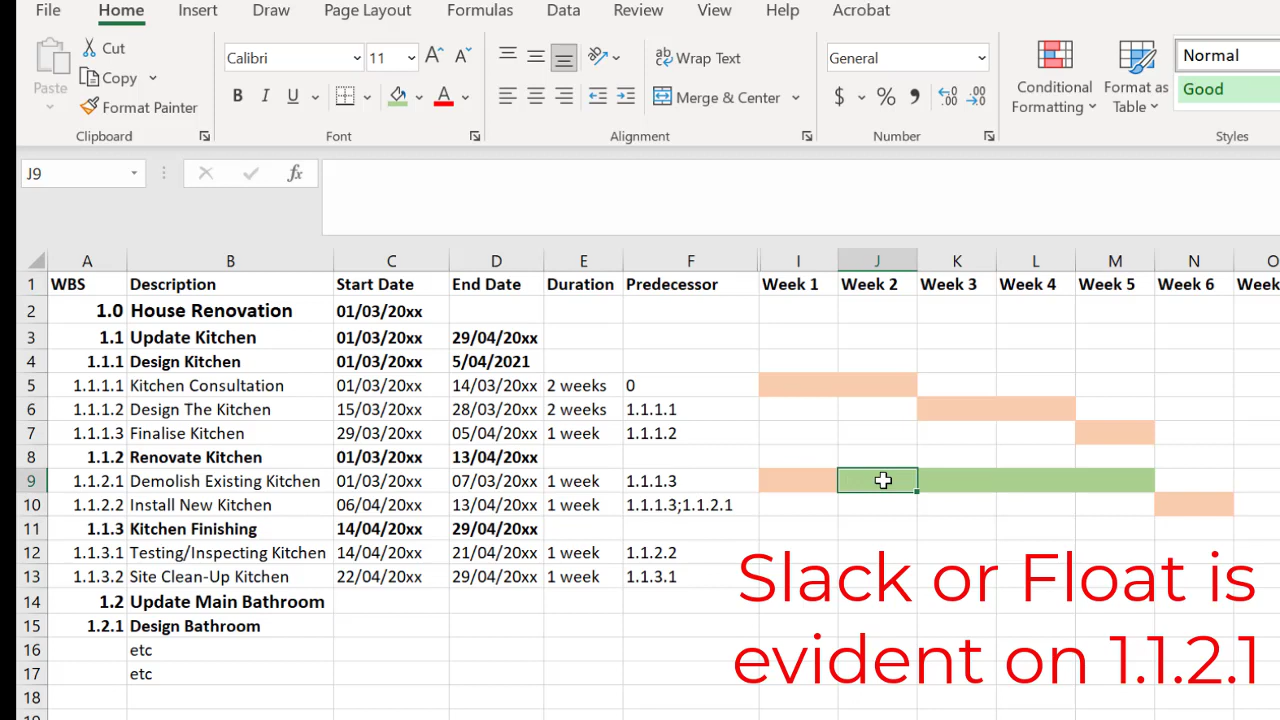 File Home Insert Draw Page Layout Formulas Data Review View Help Acrobat
Paste
Cut
Copy
Format Painter
Clipboard
Calibri 11 A A
B I U A
Font
ab Wrap Text
Merge & Center
Alignment
General
$ % , .00 .00
Number
Conditional
Formatting
Format as
Table
Normal
Good
Styles
J9 fx
A B C D E F I J K L M N O
1 WBS Description Start Date End Date Duration Predecessor Week 1 Week 2 Week 3 Week 4 Week 5 Week 6 Week
2 1.0 House Renovation 01/03/20xx
3 1.1 Update Kitchen 01/03/20xx 29/04/20xx
4 1.1.1 Design Kitchen 01/03/20xx 5/04/2021
5 1.1.1.1 Kitchen Consultation 01/03/20xx 14/03/20xx 2 weeks 0
6 1.1.1.2 Design The Kitchen 15/03/20xx 28/03/20xx 2 weeks 1.1.1.1
7 1.1.1.3 Finalise Kitchen 29/03/20xx 05/04/20xx 1 week 1.1.1.2
8 1.1.2 Renovate Kitchen 01/03/20xx 13/04/20xx
9 1.1.2.1 Demolish Existing Kitchen 01/03/20xx 07/03/20xx 1 week 1.1.1.3
10 1.1.2.2 Install New Kitchen 06/04/20xx 13/04/20xx 1 week 1.1.1.3;1.1.2.1
11 1.1.3 Kitchen Finishing 14/04/20xx 29/04/20xx
12 1.1.3.1 Testing/Inspecting Kitchen 14/04/20xx 21/04/20xx 1 week 1.1.2.2
13 1.1.3.2 Site Clean-Up Kitchen 22/04/20xx 29/04/20xx 1 week 1.1.3.1
14 1.2 Update Main Bathroom
15 1.2.1 Design Bathroom
16 etc
17 etc
18
Slack or Float is
evident on 1.1.2.1